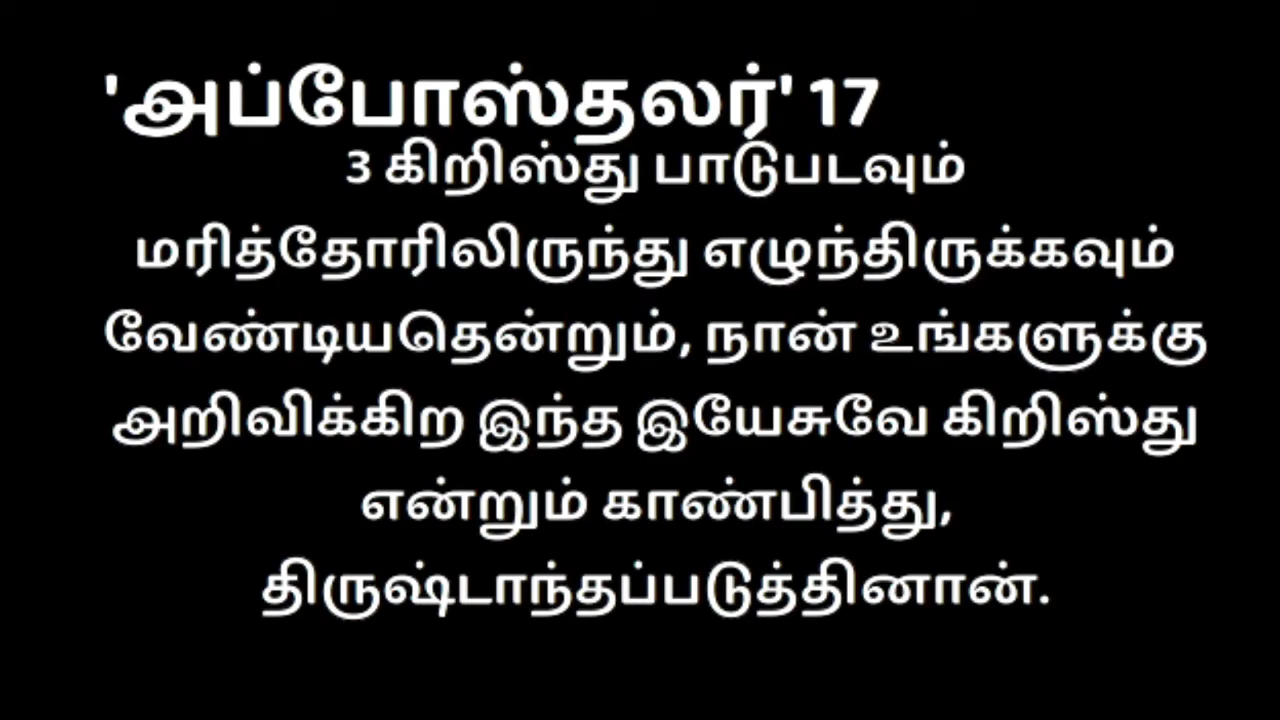 'அப்போஸ்தலர்' 17
3 கிறிஸ்து பாடுபடவும்
மரித்தோரிலிருந்து எழுந்திருக்கவும்
வேண்டியதென்றும், நான் உங்களுக்கு
அறிவிக்கிற இந்த இயேசுவே கிறிஸ்து
என்றும் காண்பித்து,
திருஷ்டாந்தப்படுத்தினான்.